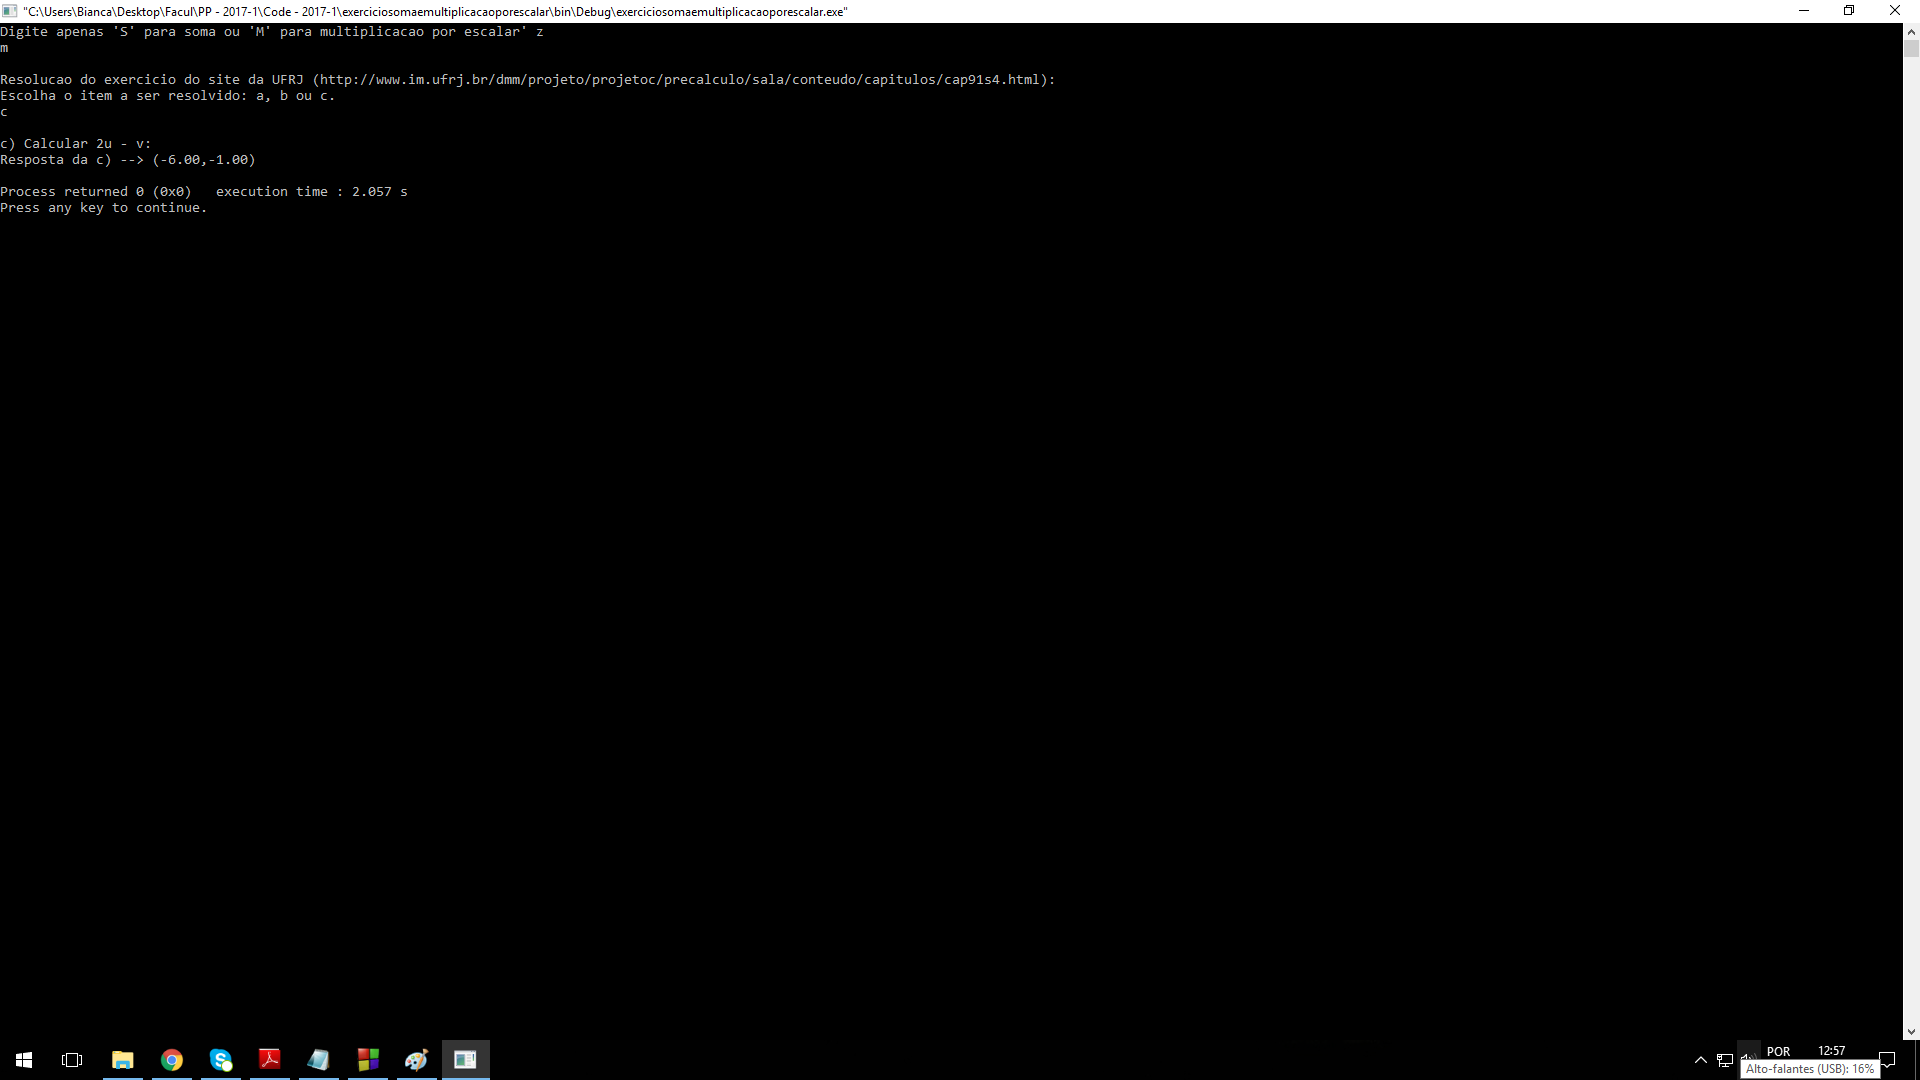 "C:\Users\Bianca\Desktop\Facul\PP - 2017-1\Code - 2017-1\exerciciosomaemultiplicacaoporescalar\bin\Debug\exerciciosomaemultiplicacaoporescalar.exe"
Digite apenas 'S' para soma ou 'M' para multiplicacao por escalar' z
m
Resolucao do exercicio do site da UFRJ (http://www.im.ufrj.br/dmm/projeto/projetoc/precalculo/sala/conteudo/capitulos/cap91s4.html):
Escolha o item a ser resolvido: a, b ou c.
c
c) Calcular 2u - v:
Resposta da c) --> (-6.00,-1.00)
Process returned 0 (0x0)   execution time : 2.057 s
Press any key to continue.
POR
12:57
Alto-falantes (USB): 16%